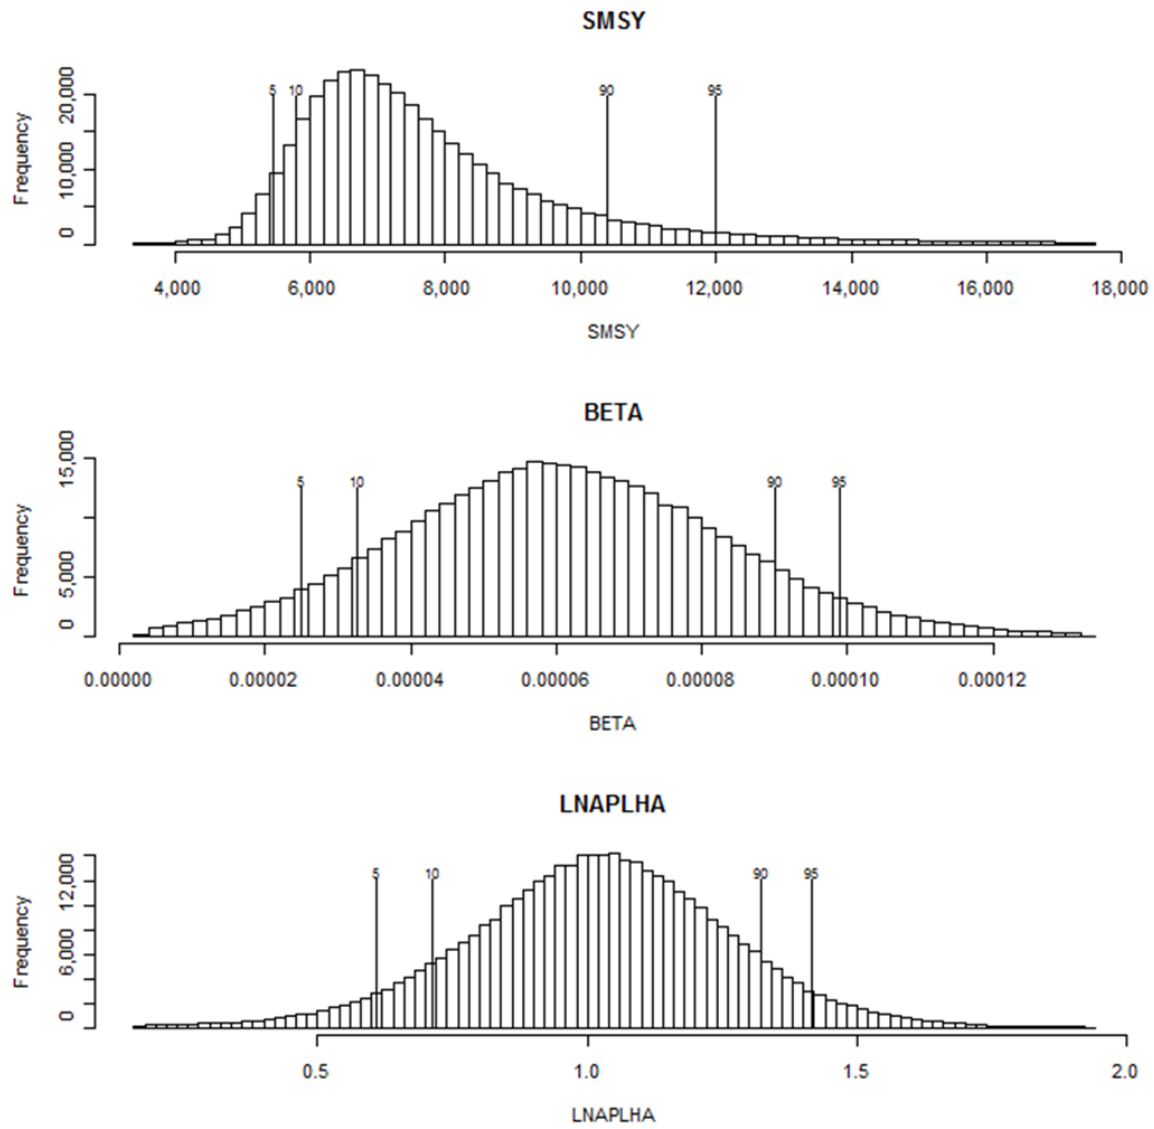 SMSY
Frequency
20,000
10,000
0
5 10 90 95
4,000 6,000 8,000 10,000 12,000 14,000 16,000 18,000
SMSY
BETA
Frequency
15,000
5,000
0
5 10 90 95
0.00000 0.00002 0.00004 0.00006 0.00008 0.00010 0.00012
BETA
LNAPLHA
Frequency
12,000
6,000
0
5 10 90 95
0.5 1.0 1.5 2.0
LNAPLHA